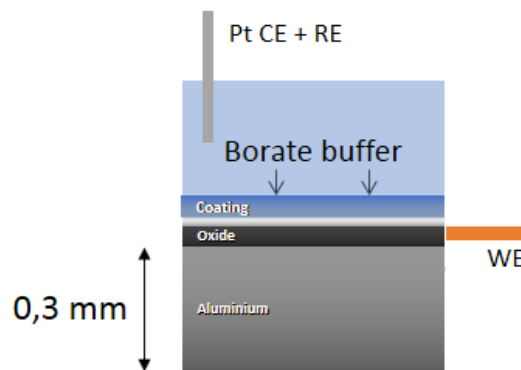 Pt CE + RE
Borate buffer
Coating
Oxide
WE
0,3 mm
Aluminium